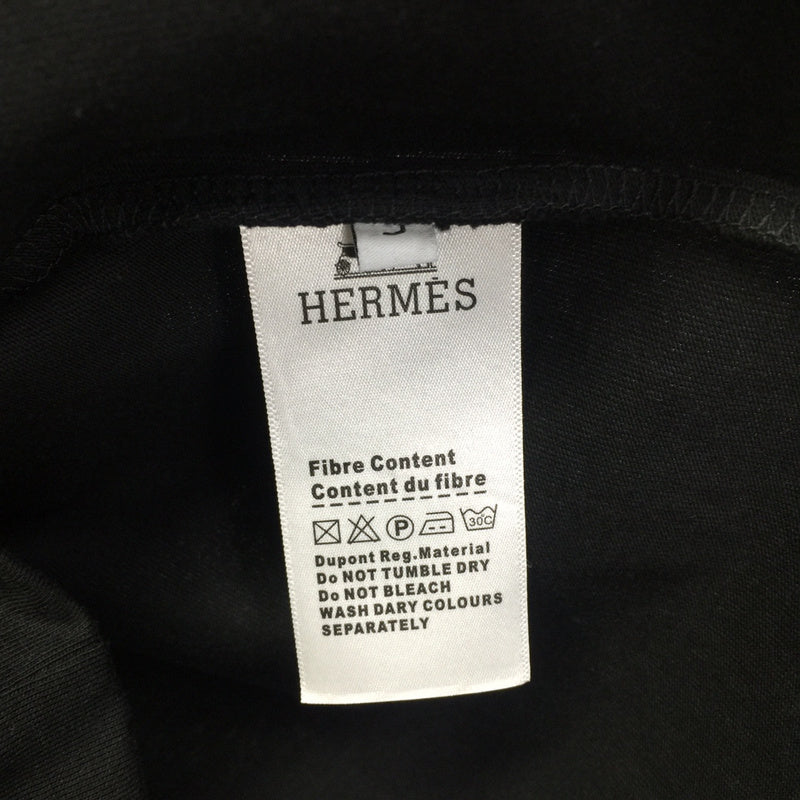 HERMÈS
Fibre Content
Content du fibre
P
30C
Dupont Reg.Material
Do NOT TUMBLE DRY
Do NOT BLEACH
WASH DARY COLOURS
SEPARATELY